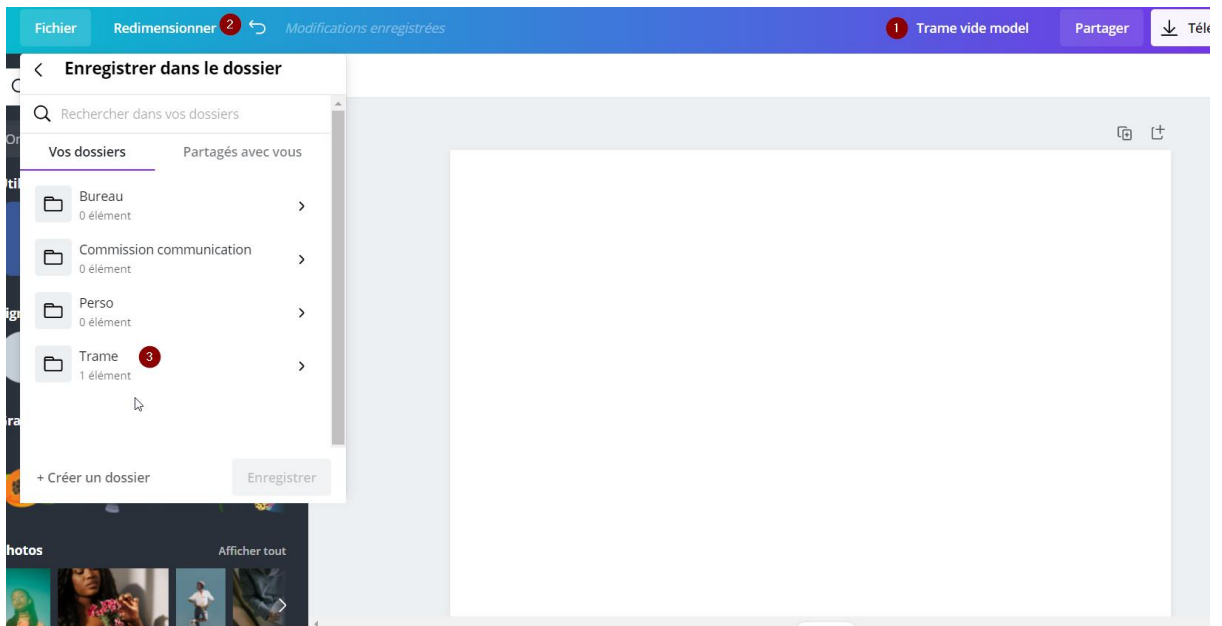 Fichier Redimensionner 2 Modifications enregistrées 1 Trame vide model Partager Télé
Enregistrer dans le dossier
Rechercher dans vos dossiers
Vos dossiers Partagés avec vous
Bureau
0 élément
Commission communication
0 élément
Perso
0 élément
Trame 3
1 élément
+ Créer un dossier Enregistrer
hotos Afficher tout